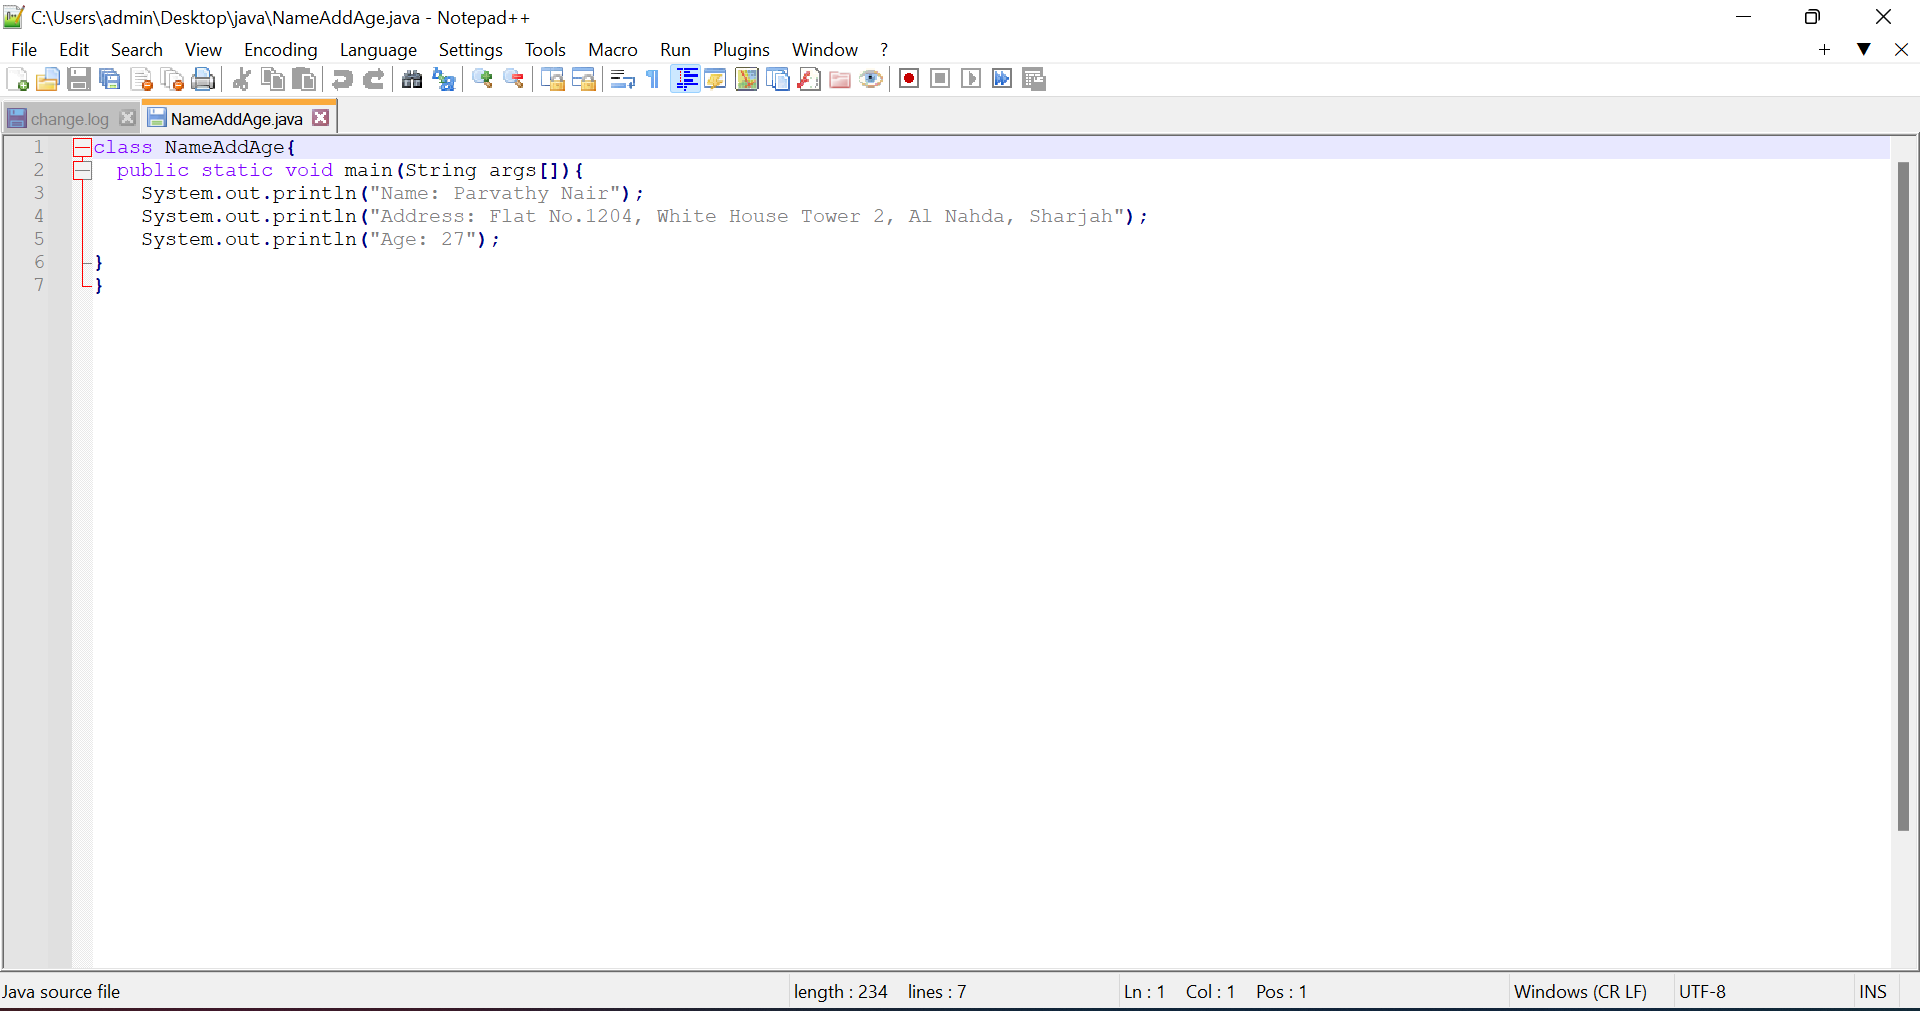 C:\Users\admin\Desktop\java\NameAddAge.java - Notepad++
File Edit Search View Encoding Language Settings Tools Macro Run Plugins Window ?
change.log NameAddAge.java
1 class NameAddAge{
2 public static void main(String args[]){
3 System.out.println("Name: Parvathy Nair");
4 System.out.println("Address: Flat No.1204, White House Tower 2, Al Nahda, Sharjah");
5 System.out.println("Age: 27");
6 }
7 }
Java source file length : 234 lines : 7 Ln : 1 Col : 1 Pos : 1 Windows (CR LF) UTF-8 INS